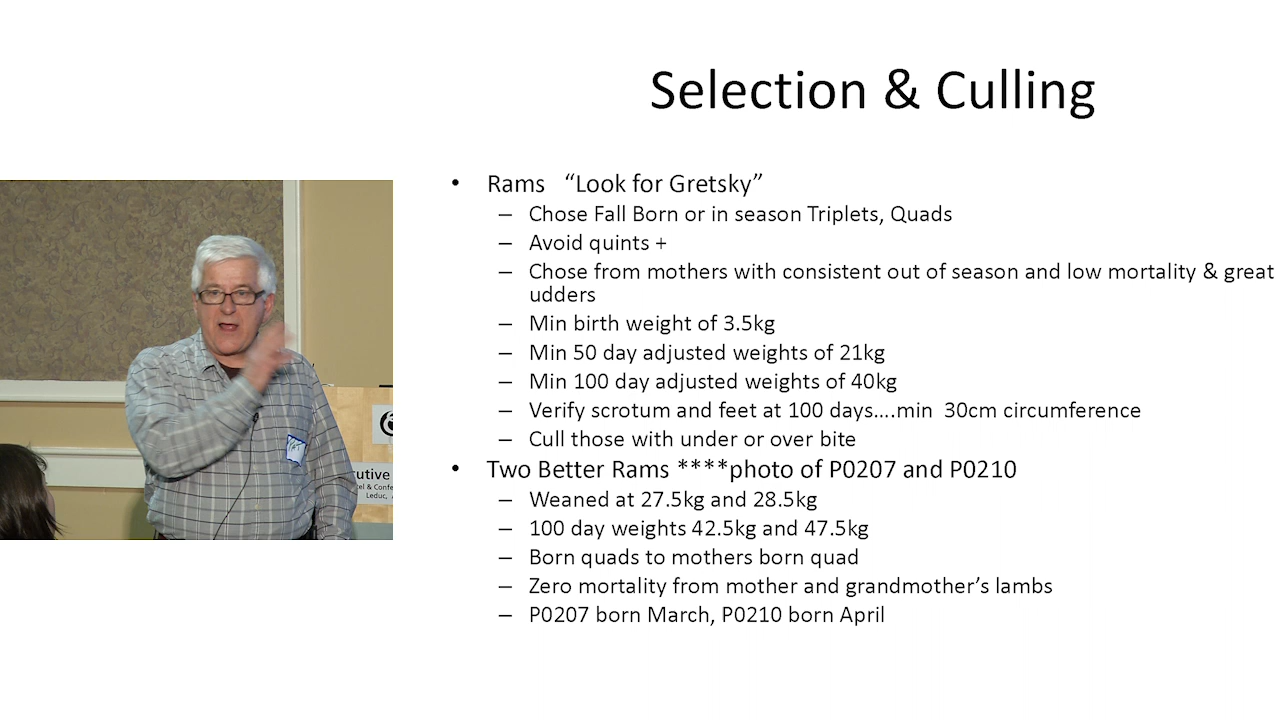 Selection & Culling
• Rams “Look for Gretsky”
– Chose Fall Born or in season Triplets, Quads
– Avoid quints +
– Chose from mothers with consistent out of season and low mortality & great
udders
– Min birth weight of 3.5kg
– Min 50 day adjusted weights of 21kg
– Min 100 day adjusted weights of 40kg
– Verify scrotum and feet at 100 days….min 30cm circumference
– Cull those with under or over bite
• Two Better Rams ****photo of P0207 and P0210
– Weaned at 27.5kg and 28.5kg
– 100 day weights 42.5kg and 47.5kg
– Born quads to mothers born quad
– Zero mortality from mother and grandmother’s lambs
– P0207 born March, P0210 born April
cutive
tel & Confe
Leduc,